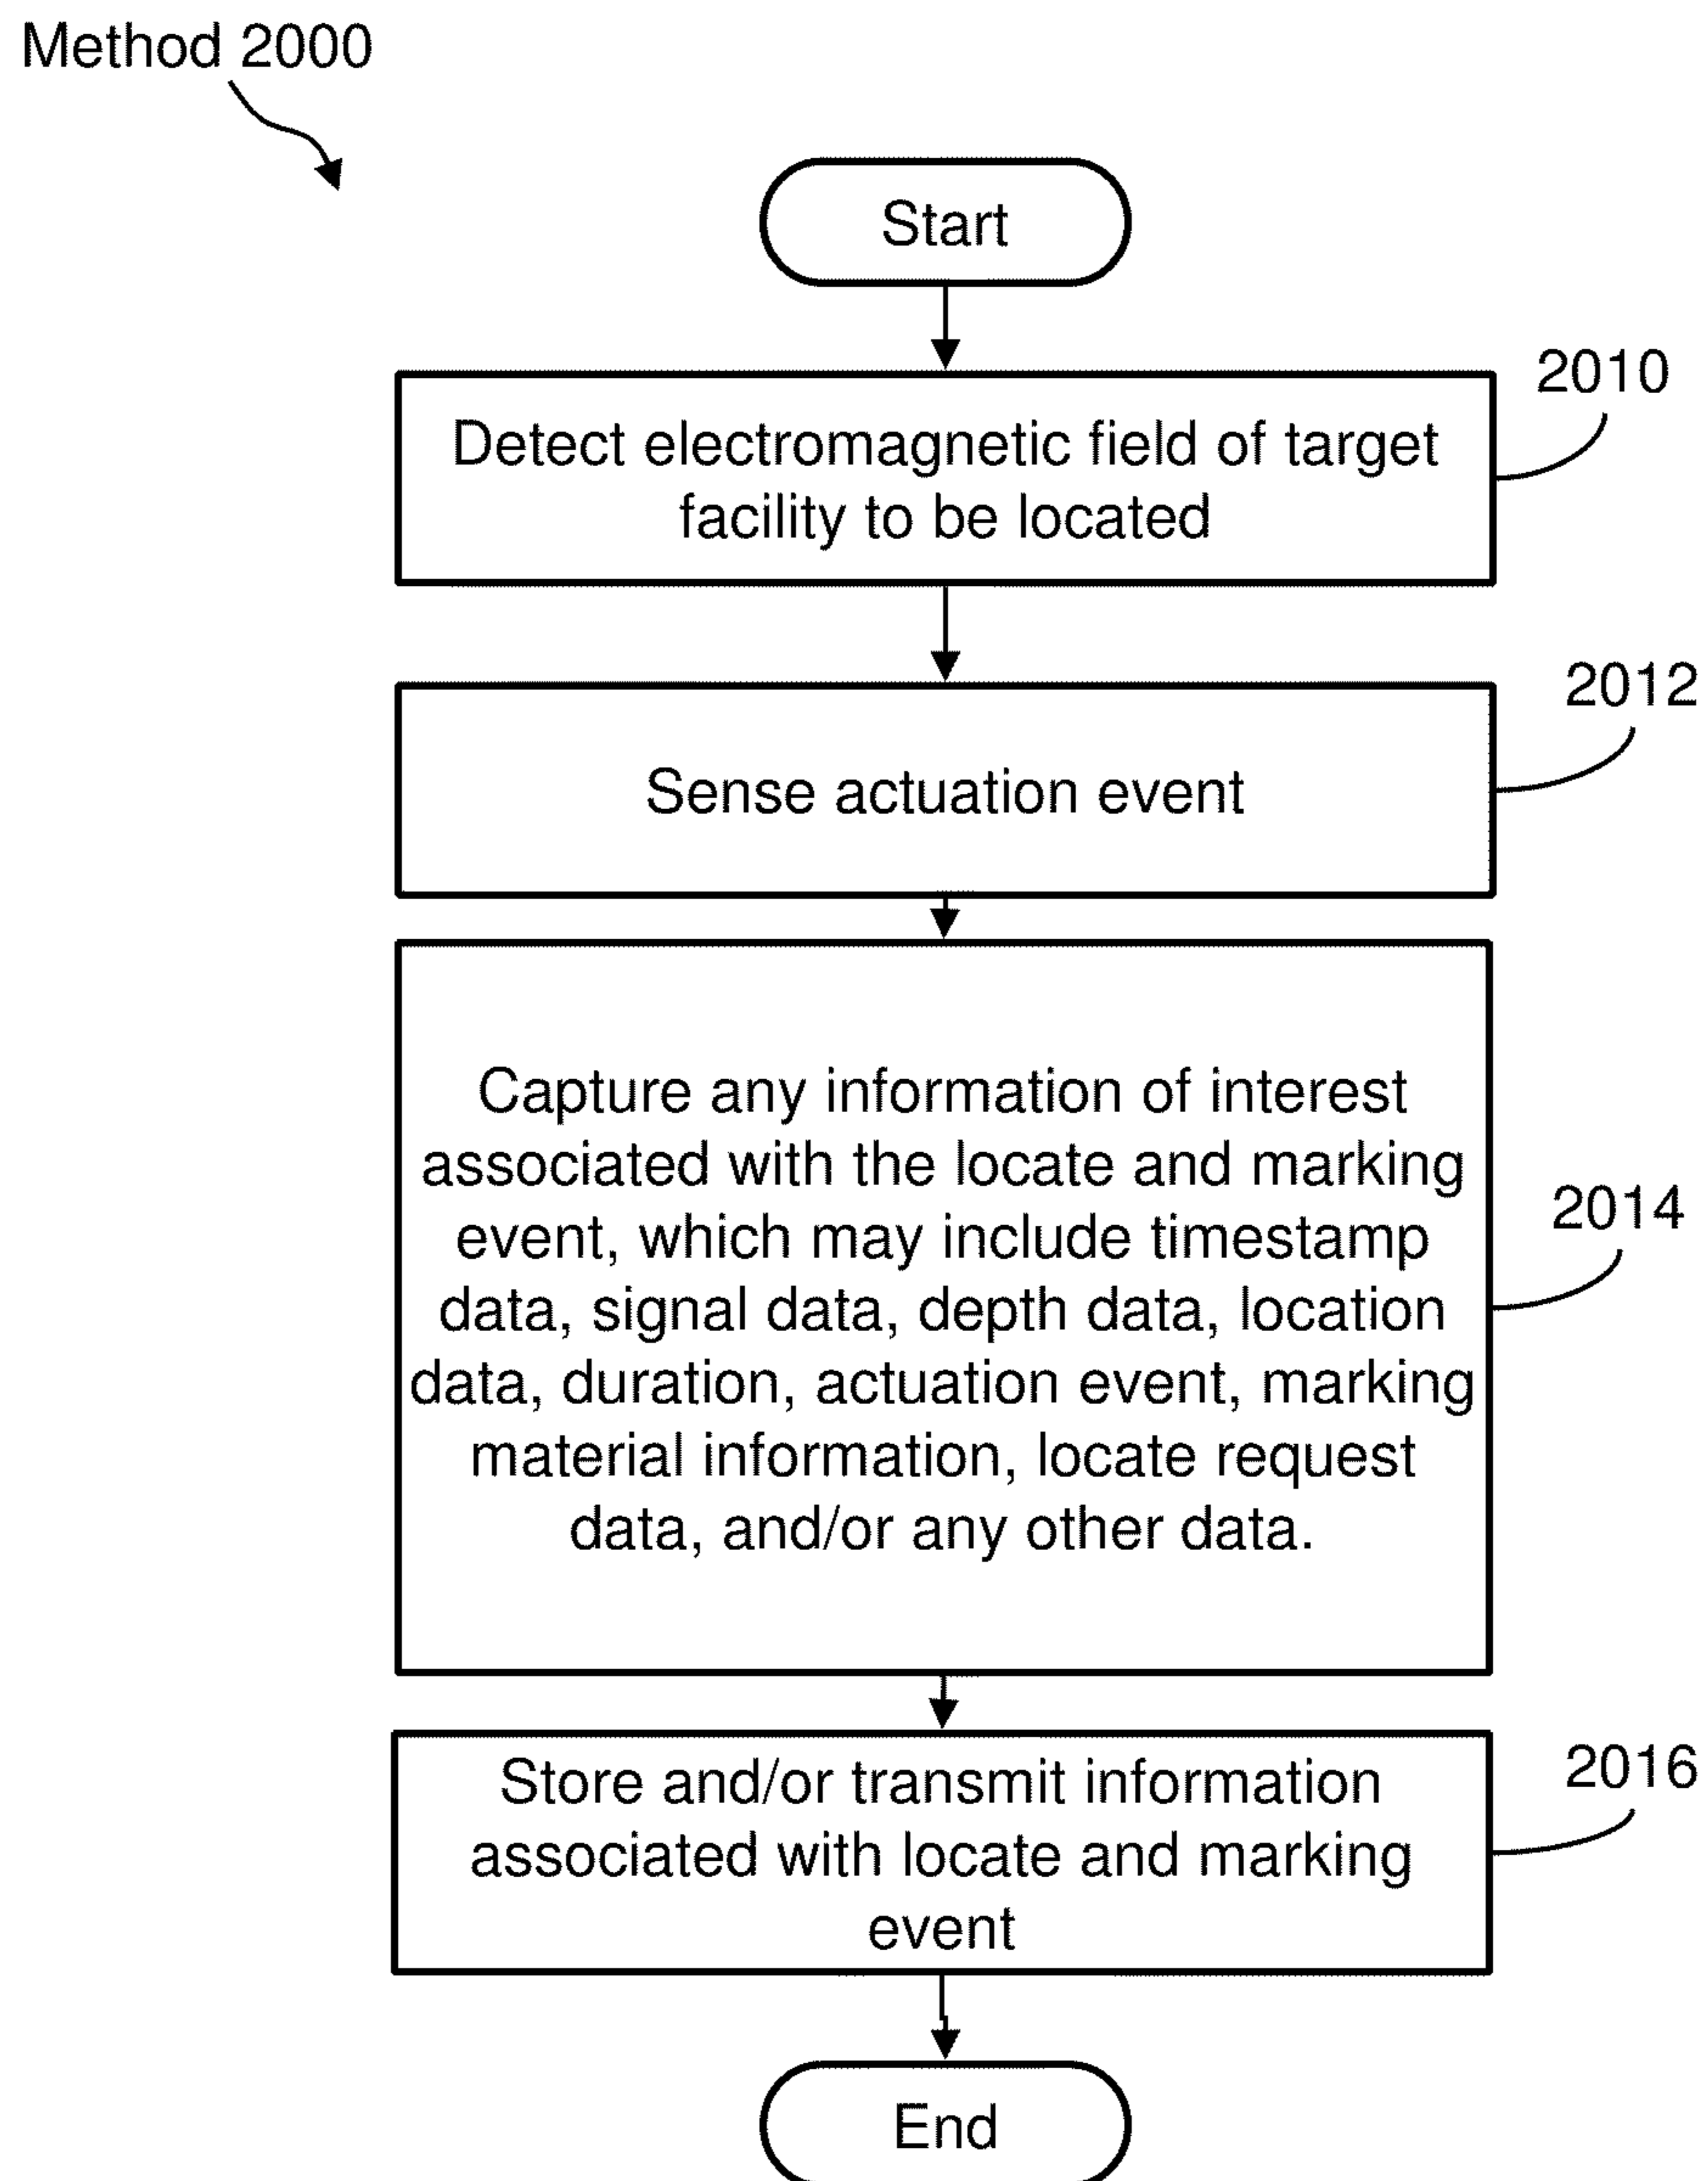 Method 2000
Start
2010
Detect electromagnetic field of target
facility to be located
2012
Sense actuation event
Capture any information of interest
associated with the locate and marking
event, which may include timestamp
2014
data, signal data, depth data, location
data, duration, actuation event, marking
material information, locate request
data, and/or any other data.
2016
Store and/or transmit information
associated with locate and marking
event
End